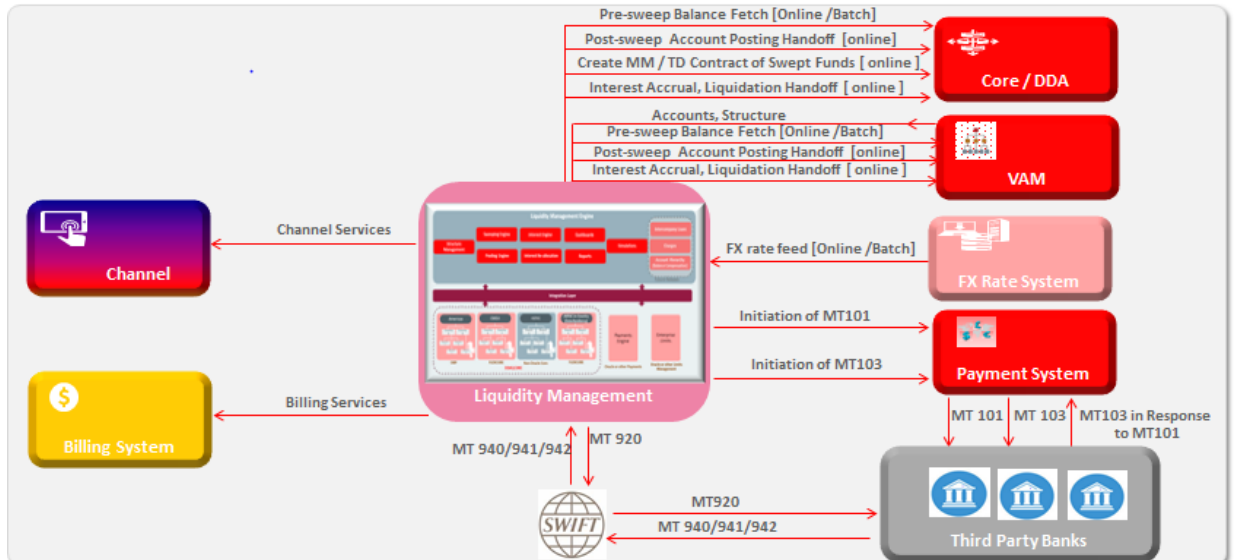 Pre-sweep Balance Fetch [Online /Batch]
Post-sweep Account Posting Handoff [online]
Create MM / TD Contract of Swept Funds [ online ]
Interest Accrual, Liquidation Handoff [ online ]
Core / DDA
Accounts, Structure
Pre-sweep Balance Fetch [Online /Batch]
Post-sweep Account Posting Handoff [online]
Interest Accrual, Liquidation Handoff [ online ]
VAM
Channel Services
Channel
Liquidity Management Engine
Integration Layer
Liquidity Management
FX rate feed [Online /Batch]
FX Rate System
Initiation of MT101
Initiation of MT103
Payment System
Billing Services
$
Billing System
MT 940/941/942
MT 920
MT 101
MT 103
MT103 in Response
to MT101
SWIFT
MT920
MT 940/941/942
Third Party Banks